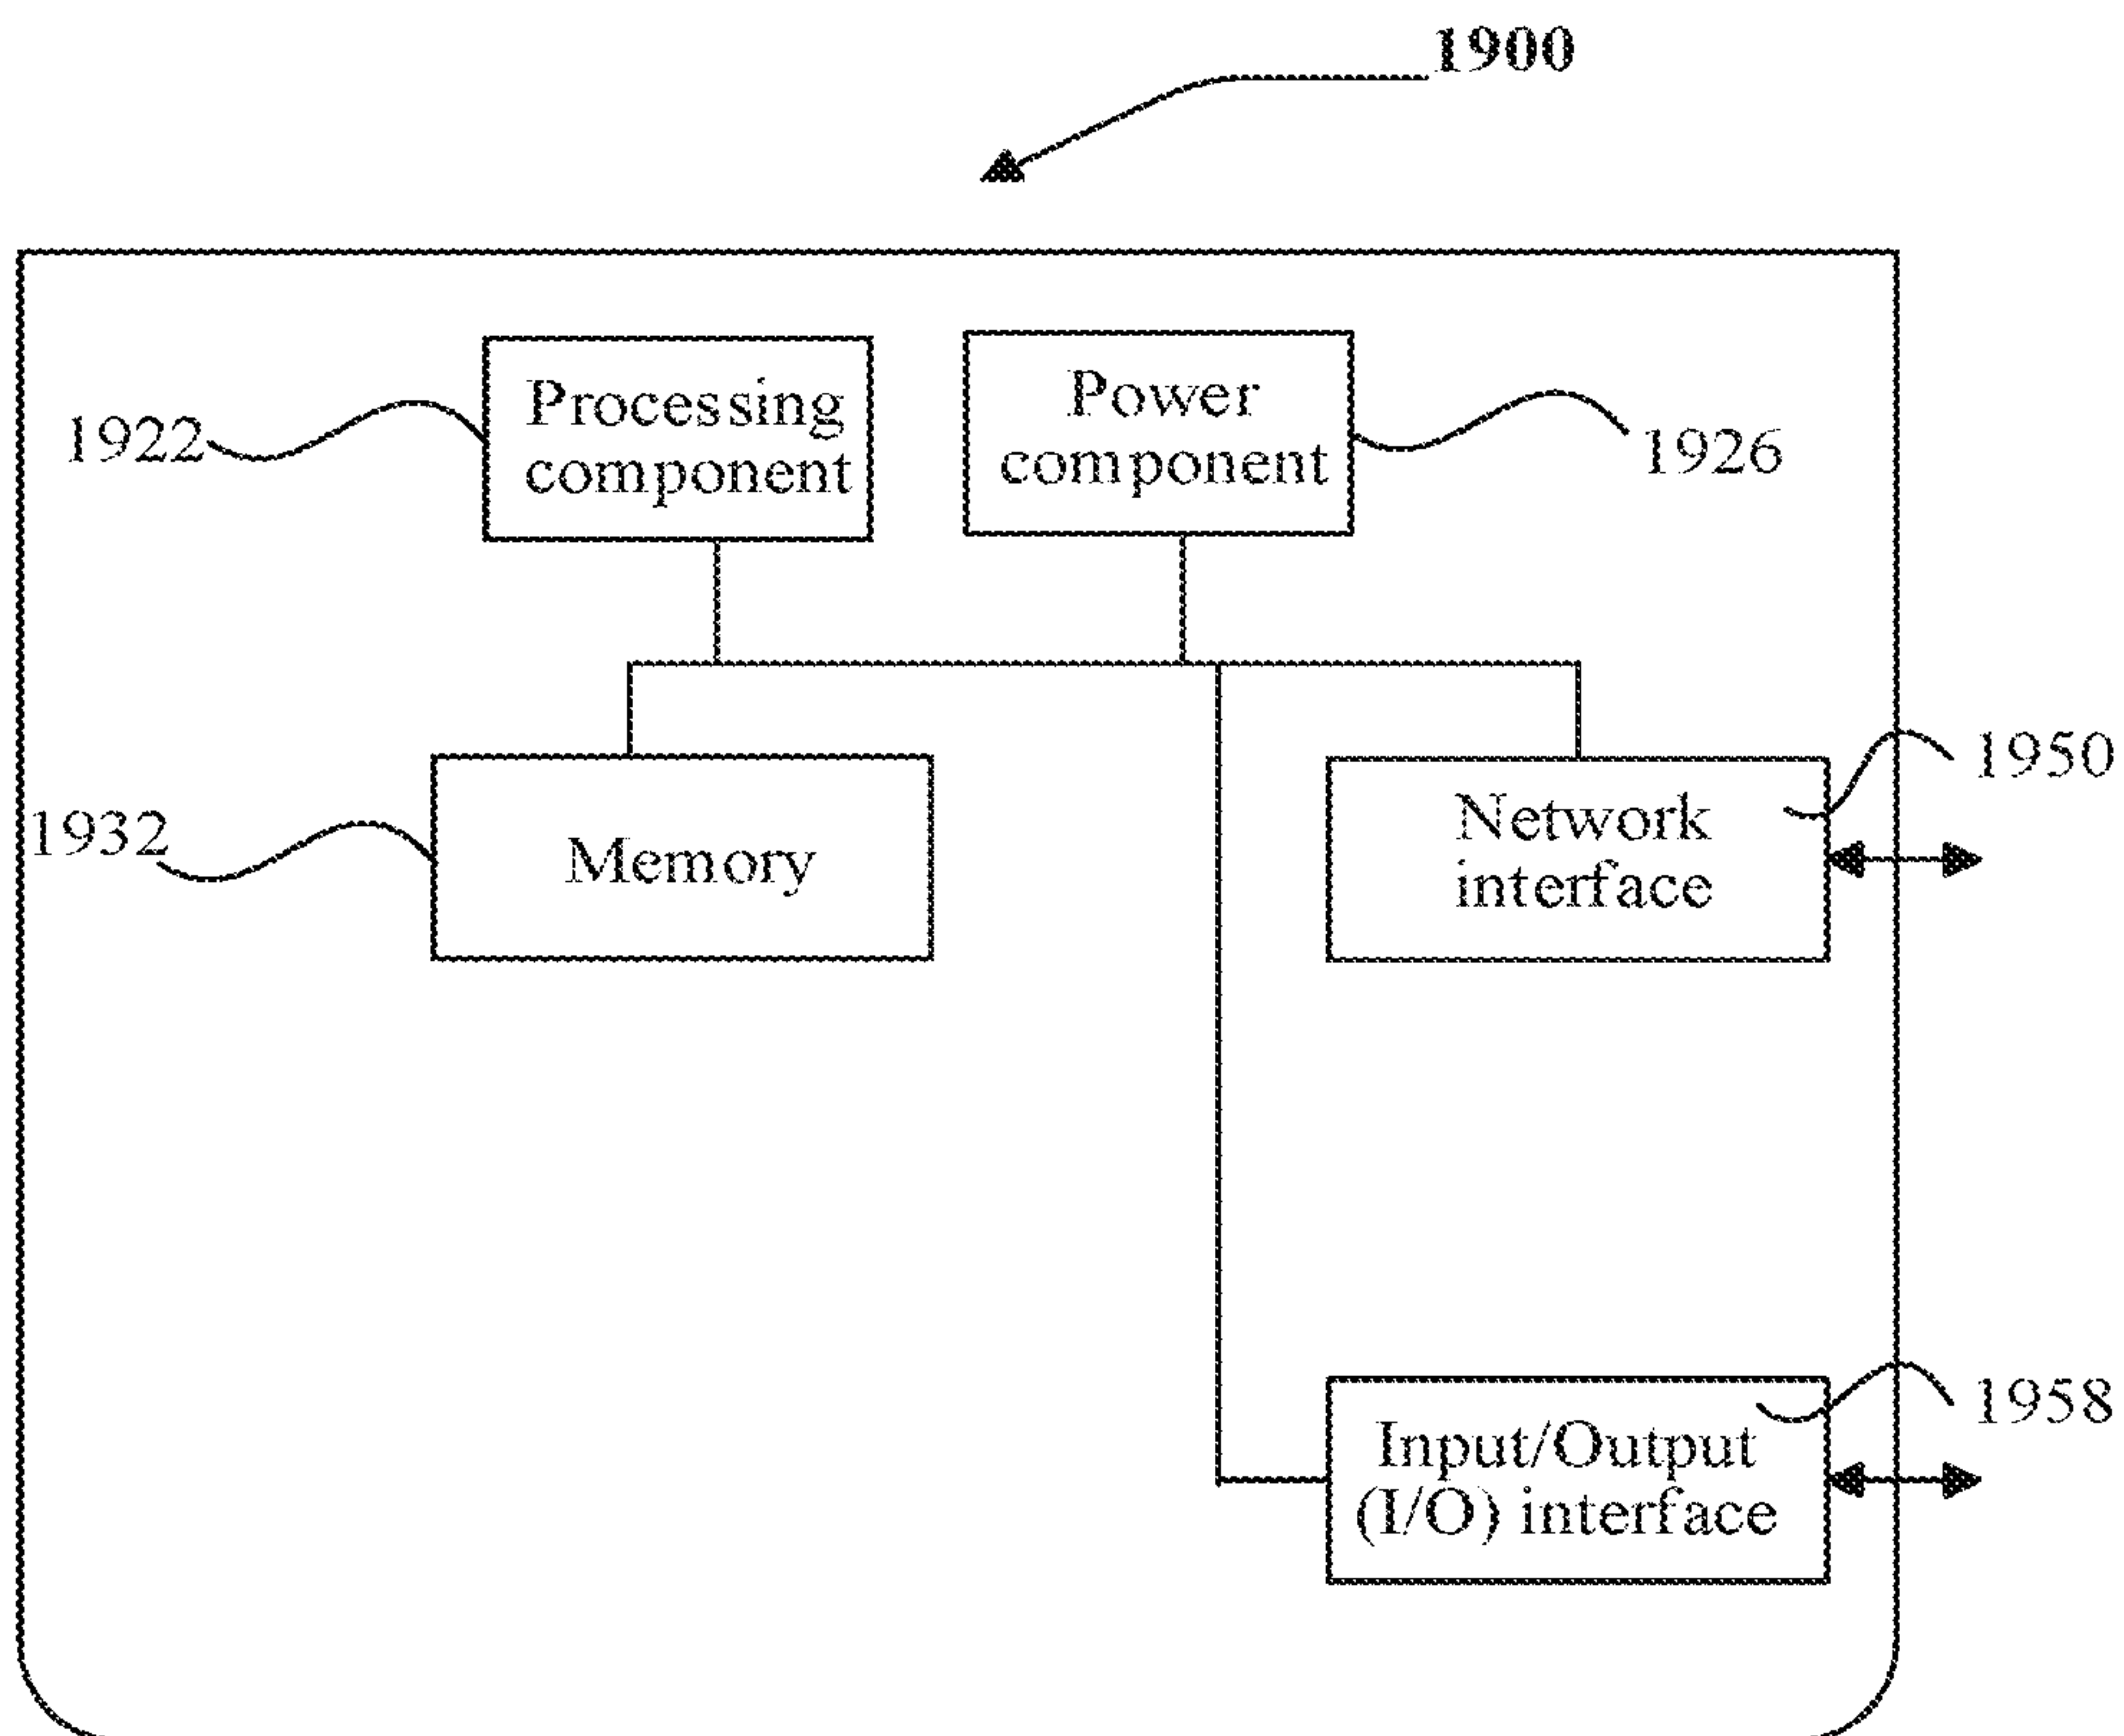 1900
Processing
component
Power
component
1922
1926
1932
Memory
Network
interface
1950
Input/Output
(I/O) interface
1958